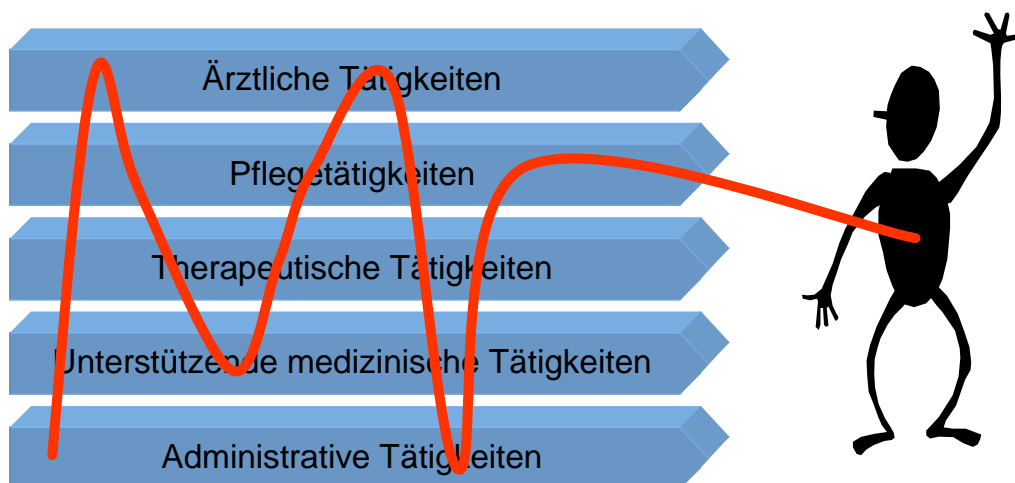 Ärztliche Tätigkeiten
Pflegetätigkeiten
Therapeutische Tätigkeiten
Unterstützende medizinische Tätigkeiten
Administrative Tätigkeiten